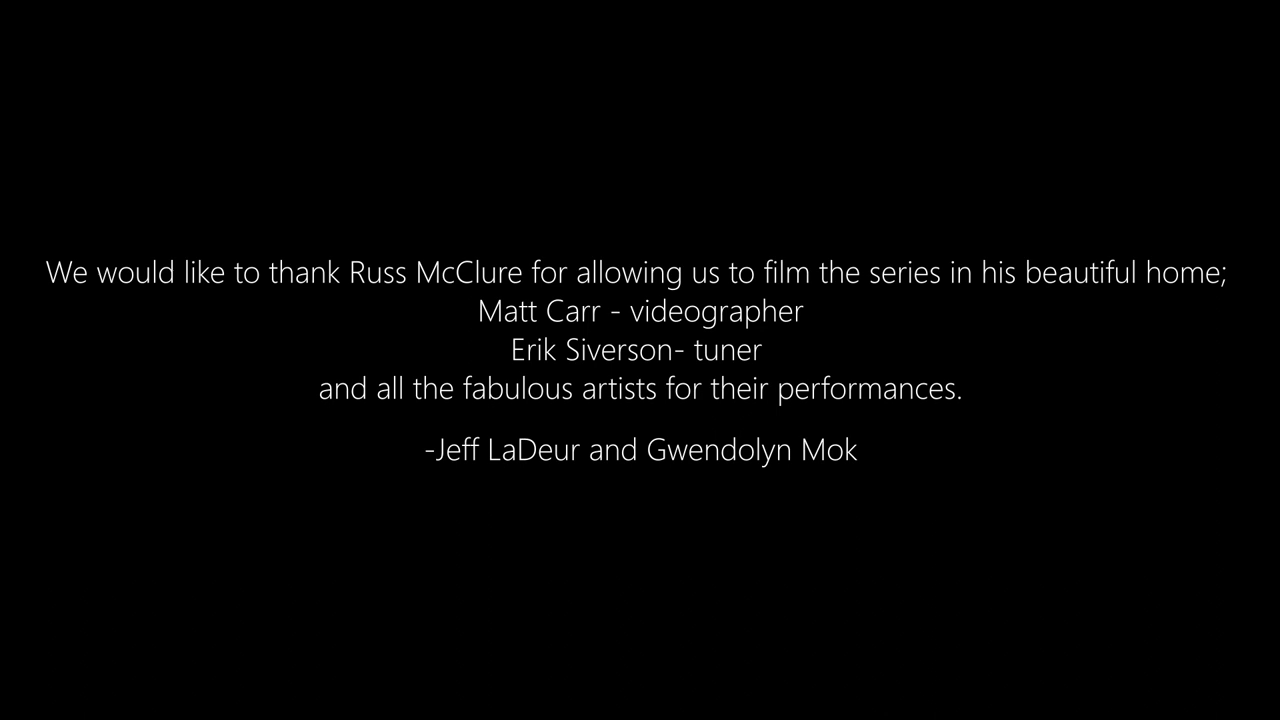 We would like to thank Russ McClure for allowing us to film the series in his beautiful home;
Matt Carr - videographer
Erik Siverson- tuner
and all the fabulous artists for their performances.
-Jeff LaDeur and Gwendolyn Mok